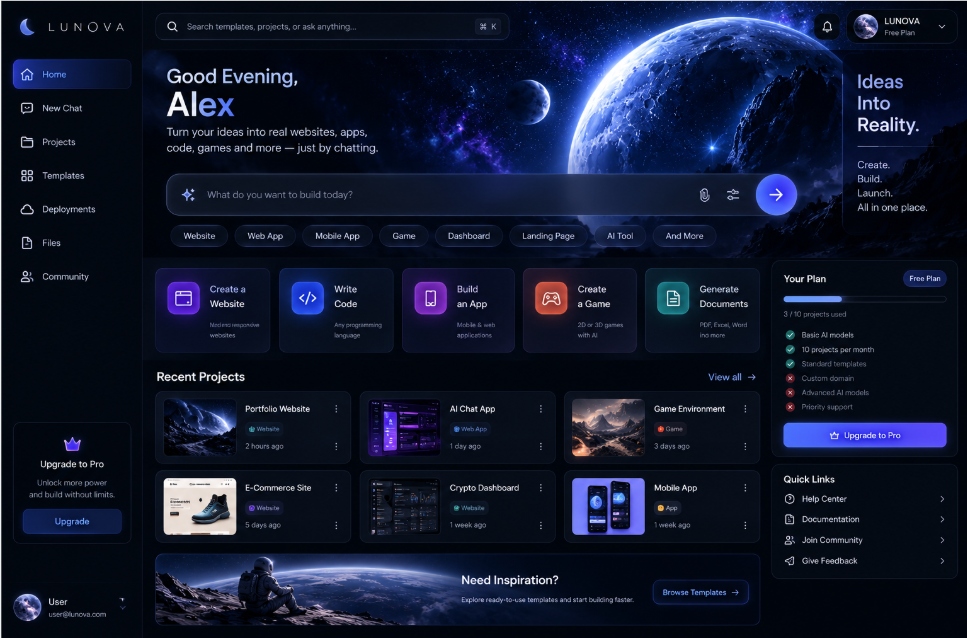 LUNOVA
Search templates, projects, or ask anything...
⌘ K
LUNOVA
Free Plan
Home
New Chat
Projects
Templates
Deployments
Files
Community
Upgrade to Pro
Unlock more power
and build without limits.
Upgrade
User
user@lunova.com
Good Evening,
Alex
Turn your ideas into real websites, apps,
code, games and more — just by chatting.
What do you want to build today?
Website
Web App
Mobile App
Game
Dashboard
Landing Page
AI Tool
And More
Ideas
Into
Reality.
Create.
Build.
Launch.
All in one place.
Create a
Website
responsive
websites
Write
Code
Any programming
language
Build
an App
Mobile & web
applications
Create
a Game
2D or 3D games
with AI
Generate
Documents
PDF, Excel, Word
more
Recent Projects
View all →
Portfolio Website
Website
2 hours ago
AI Chat App
Web App
1 day ago
Game Environment
Game
3 days ago
E-Commerce Site
Website
5 days ago
Crypto Dashboard
Website
1 week ago
Mobile App
App
1 week ago
Need Inspiration?
Explore ready-to-use templates and start building faster.
Browse Templates →
Your Plan
Free Plan
3 / 10 projects used
Basic AI models
10 projects per month
Standard templates
Custom domain
Advanced AI models
Priority support
Upgrade to Pro
Quick Links
Help Center
Documentation
Join Community
Give Feedback